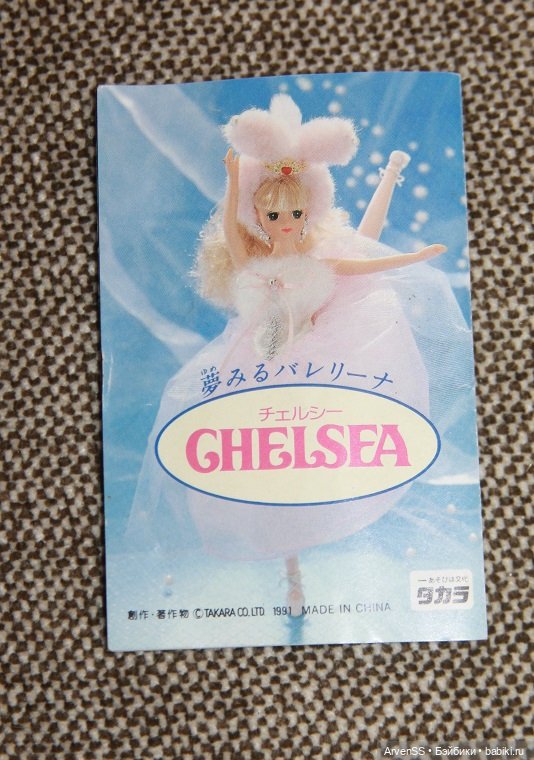 ゆめ
夢みるバレリーナ
チェルシー
CHELSEA
あそびは文化
タカラ
創作・著作物 ©TAKARA CO., LTD 1991 MADE IN CHINA
ArvenSS • Бэйбики • babiki.ru